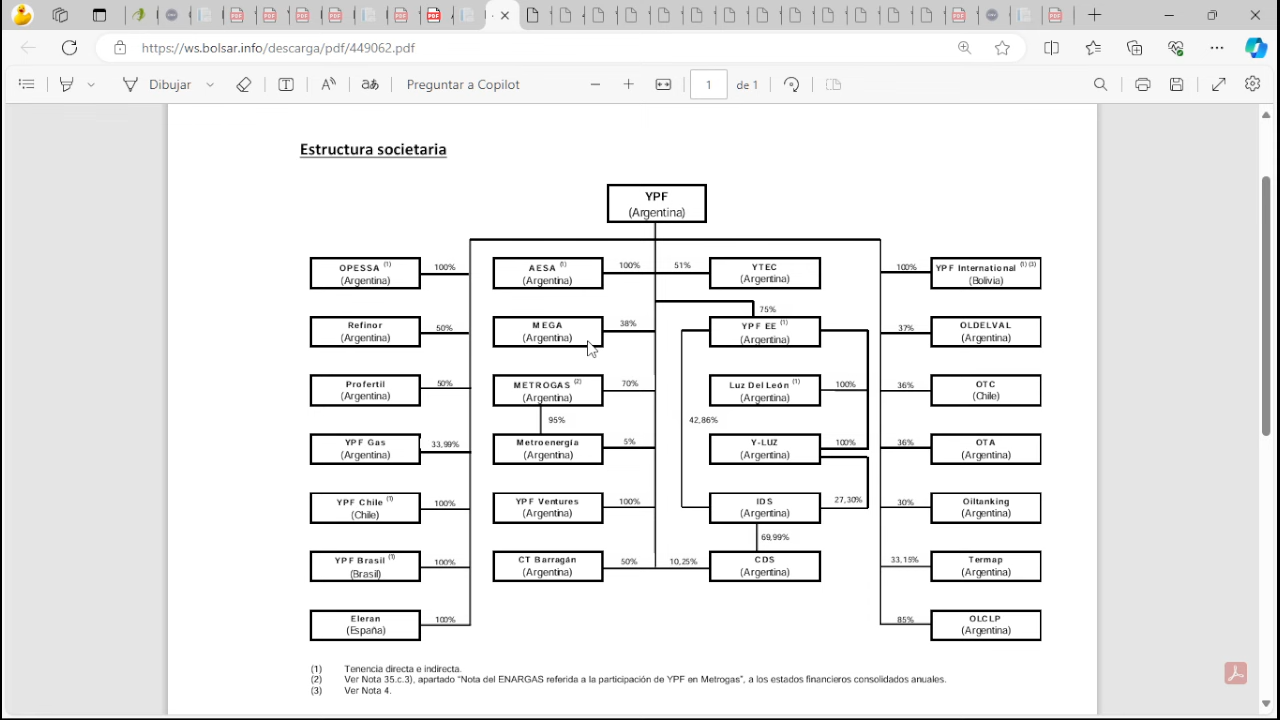 https://ws.bolsar.info/descarga/pdf/449062.pdf
Dibujar
Preguntar a Copilot
1
de 1
Estructura societaria
YPF
(Argentina)
OPESSA (1)
(Argentina)
100%
AESA (1)
(Argentina)
100%
51%
YTEC
(Argentina)
100%
YPF International (1) (3)
(Bolivia)
75%
Refinor
(Argentina)
50%
MEGA
(Argentina)
38%
YPF EE (1)
(Argentina)
37%
OLDELVAL
(Argentina)
Profertil
(Argentina)
50%
METROGAS (2)
(Argentina)
70%
Luz Del León (1)
(Argentina)
100%
36%
OTC
(Chile)
95%
42,86%
YPF Gas
(Argentina)
33,99%
Metroenergía
(Argentina)
5%
Y-LUZ
(Argentina)
100%
36%
OTA
(Argentina)
YPF Chile (1)
(Chile)
100%
YPF Ventures
(Argentina)
100%
IDS
(Argentina)
27,30%
30%
Oiltanking
(Argentina)
69,99%
YPF Brasil (1)
(Brasil)
100%
CT Barragán
(Argentina)
50%
10,25%
CDS
(Argentina)
33,15%
Termap
(Argentina)
Eleran
(España)
100%
85%
OLCLP
(Argentina)
(1) Tenencia directa e indirecta.
(2) Ver Nota 35.c.3), apartado "Nota del ENARGAS referida a la participación de YPF en Metrogas", a los estados financieros consolidados anuales.
(3) Ver Nota 4.